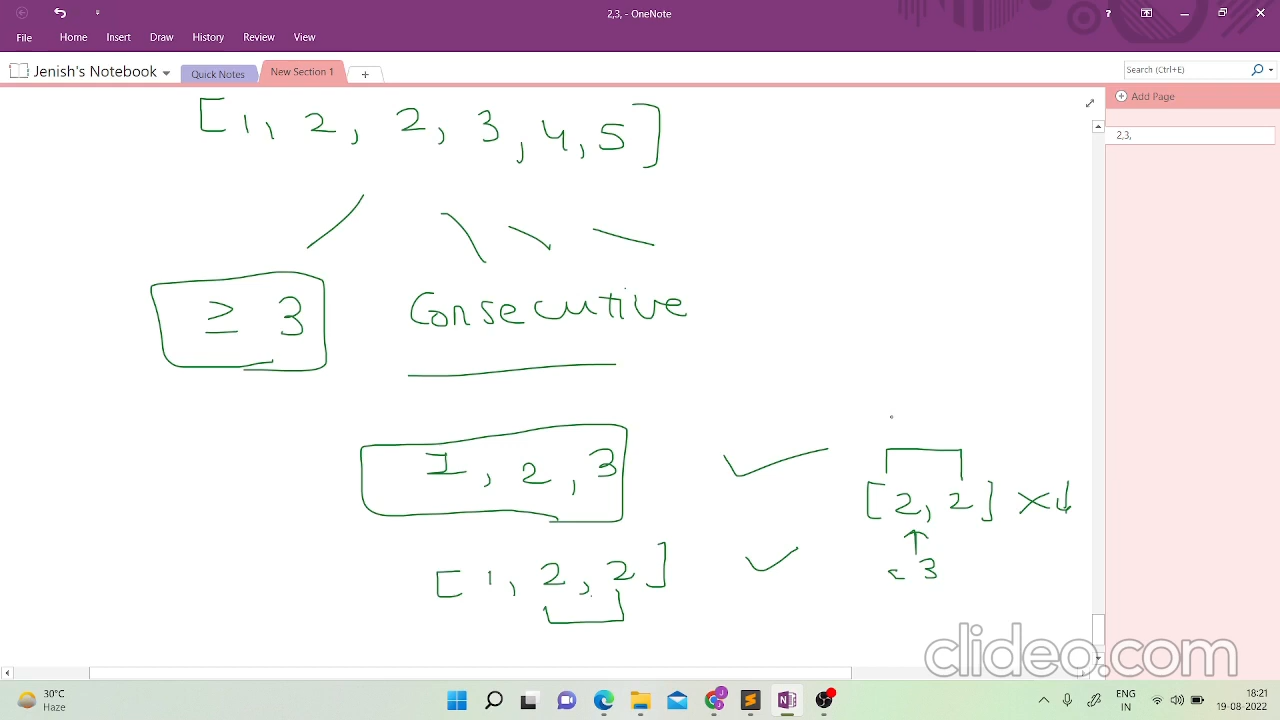 2,3, - OneNote
?
File Home Insert Draw History Review View
Jenish's Notebook Quick Notes New Section 1 +
Search (Ctrl+E)
Add Page
2,3,
[1, 2, 2, 3, 4, 5]
≥ 3 Consecutive
1, 2, 3
[2, 2] ×
< 3
[1, 2, 2]
clideo.com
30°C
Haze
ENG
IN
18:21
19-08-2022